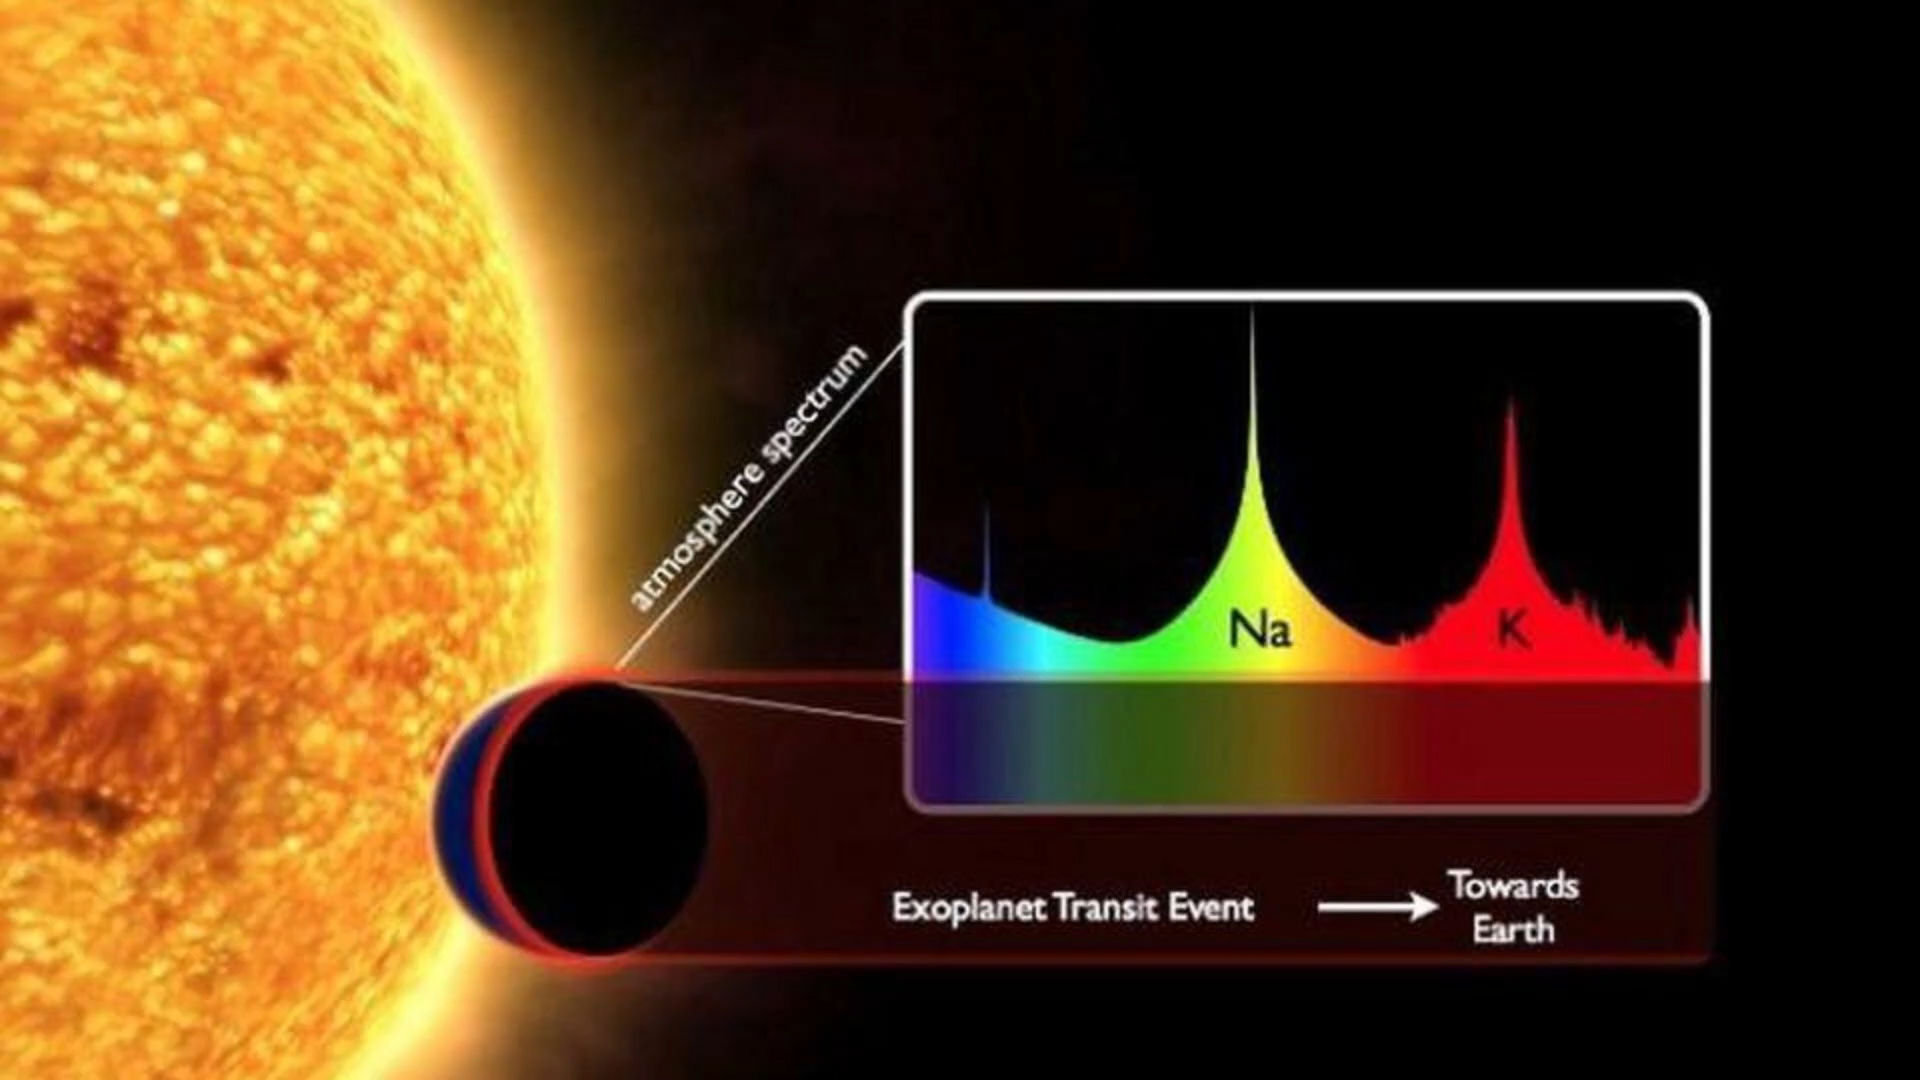 atmosphere spectrum
Na
K
Exoplanet Transit Event
Towards
Earth